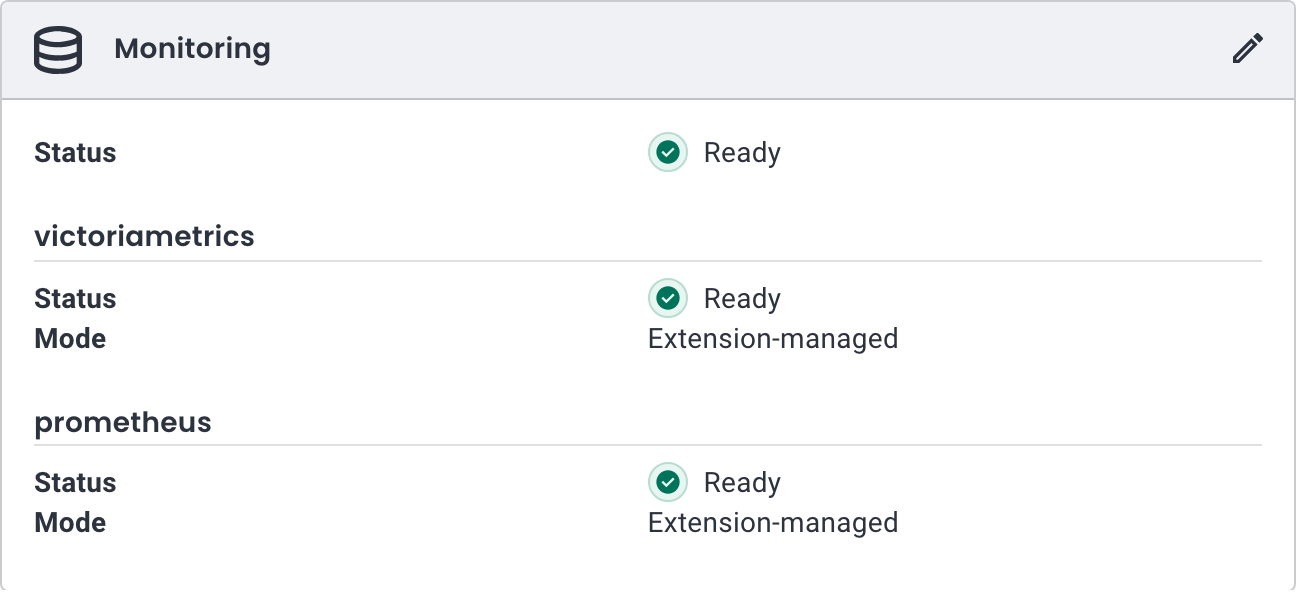 Monitoring
Status Ready
victoriametrics
Status Ready
Mode Extension-managed
prometheus
Status Ready
Mode Extension-managed